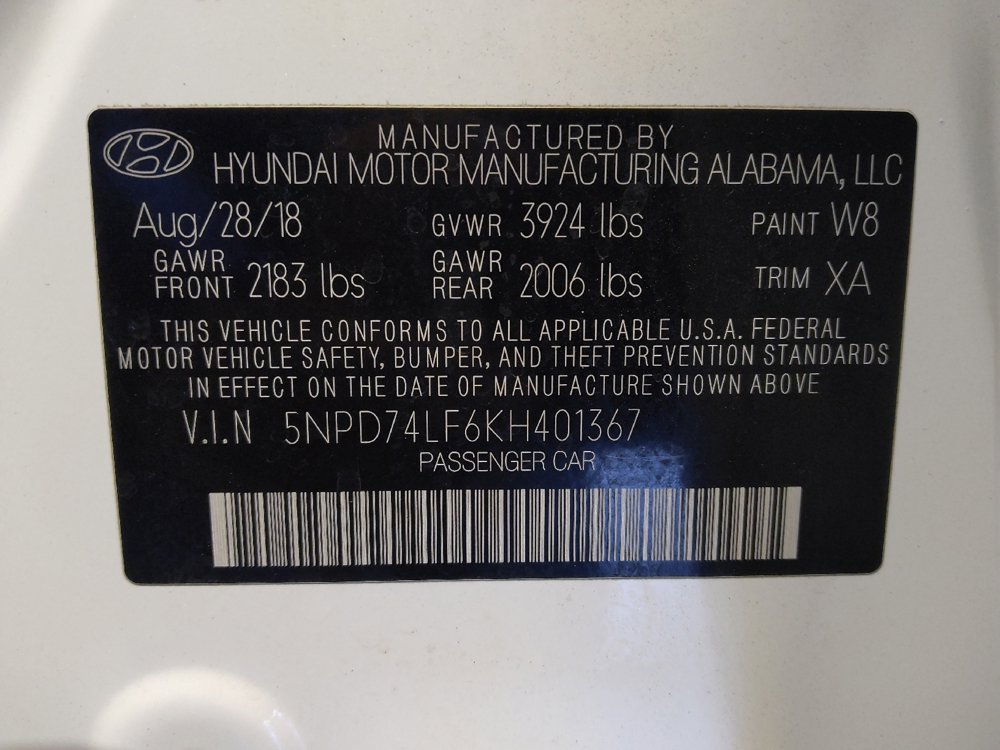 MANUFACTURED BY
HYUNDAI MOTOR MANUFACTURING ALABAMA, LLC
Aug/28/18 GVWR 3924 lbs PAINT W8
GAWR FRONT 2183 lbs GAWR REAR 2006 lbs TRIM XA
THIS VEHICLE CONFORMS TO ALL APPLICABLE U.S.A. FEDERAL
MOTOR VEHICLE SAFETY, BUMPER, AND THEFT PREVENTION STANDARDS
IN EFFECT ON THE DATE OF MANUFACTURE SHOWN ABOVE
V.I.N 5NPD74LF6KH401367
PASSENGER CAR